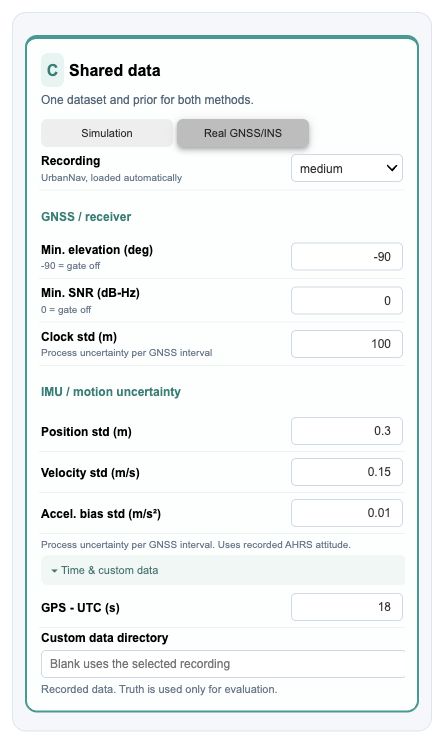 C Shared data
One dataset and prior for both methods.
Simulation Real GNSS/INS
Recording
UrbanNav, loaded automatically
medium
GNSS / receiver
Min. elevation (deg)
-90 = gate off
-90
Min. SNR (dB-Hz)
0 = gate off
0
Clock std (m)
Process uncertainty per GNSS interval
100
IMU / motion uncertainty
Position std (m) 0.3
Velocity std (m/s) 0.15
Accel. bias std (m/s²) 0.01
Process uncertainty per GNSS interval. Uses recorded AHRS attitude.
Time & custom data
GPS - UTC (s) 18
Custom data directory
Blank uses the selected recording
Recorded data. Truth is used only for evaluation.